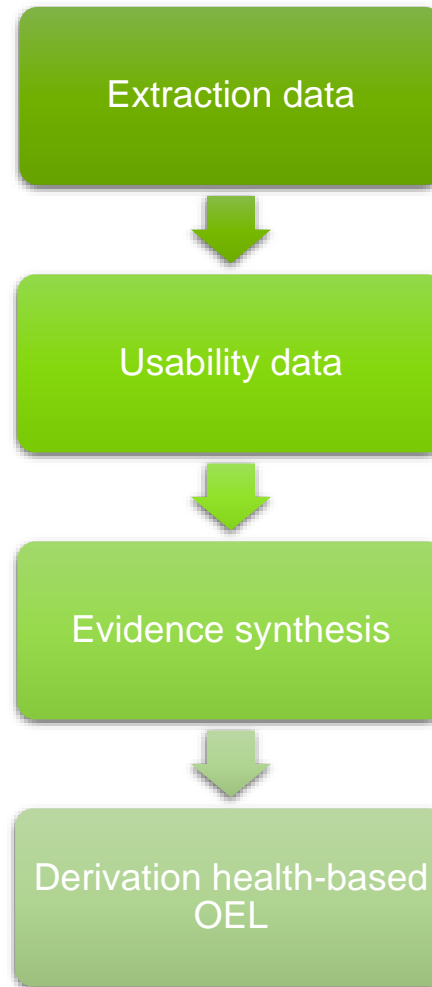 Extraction data
Usability data
Evidence synthesis
Derivation health-based
OEL